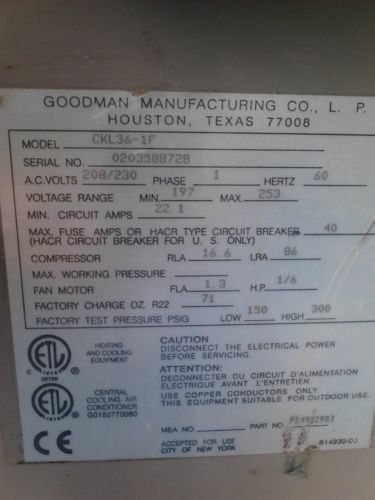 GOODMAN MANUFACTURING CO., L. P.
HOUSTON, TEXAS 77008
MODEL CKL36-1F
SERIAL NO. 0203588728
A.C.VOLTS 208/230 PHASE 1 HERTZ 60
VOLTAGE RANGE MIN. 197 MAX. 253
MIN. CIRCUIT AMPS 22.1
MAX. FUSE AMPS OR HACR TYPE CIRCUIT BREAKER 40
(HACR CIRCUIT BREAKER FOR U. S. ONLY)
COMPRESSOR RLA 16.6 LRA 86
MAX. WORKING PRESSURE
FAN MOTOR FLA 1.3 H.P. 1/6
FACTORY CHARGE OZ. R22 71
FACTORY TEST PRESSURE PSIG LOW 150 HIGH 300
ETL
HEATING
AND COOLING
EQUIPMENT
CAUTION
DISCONNECT THE ELECTRICAL POWER
BEFORE SERVICING.
ATTENTION:
DECONNECTER DU CIRCUIT D'ALIMENTATION
ELECTRIQUE AVANT L'ENTRETIEN.
USE COPPER CONDUCTORS ONLY.
THIS EQUIPMENT SUITABLE FOR OUTDOOR USE.
ETL
CENTRAL
COOLING AIR
CONDITIONER
G0182770080
CE
MEA NO. PART NO.
ACCEPTED FOR USE
CITY OF NEW YORK
B14930-03